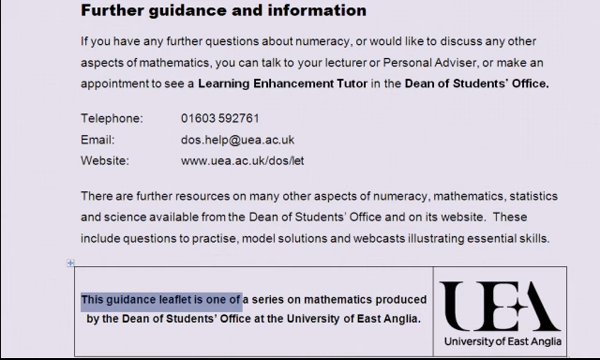 Further guidance and information
If you have any further questions about numeracy, or would like to discuss any other
aspects of mathematics, you can talk to your lecturer or Personal Adviser, or make an
appointment to see a Learning Enhancement Tutor in the Dean of Students' Office.
Telephone: 01603 592761
Email: dos.help@uea.ac.uk
Website: www.uea.ac.uk/dos/let
There are further resources on many other aspects of numeracy, mathematics, statistics
and science available from the Dean of Students' Office and on its website. These
include questions to practise, model solutions and webcasts illustrating essential skills.
This guidance leaflet is one of a series on mathematics produced
by the Dean of Students' Office at the University of East Anglia.
UEA
University of East Anglia